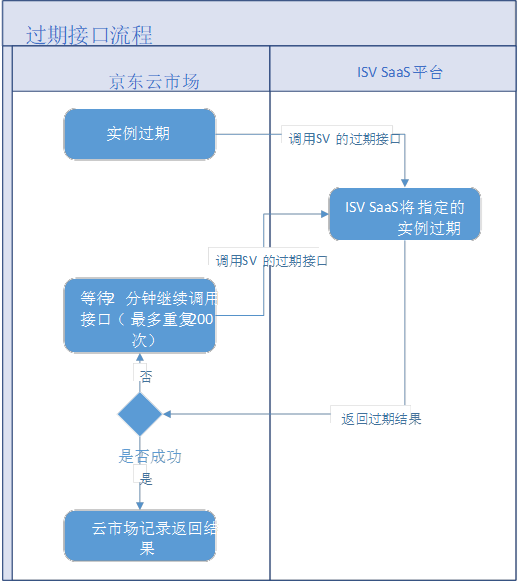 过期接口流程
京东云市场
ISV SaaS 平台
实例过期
调用SV 的过期接口
ISV SaaS将 指定的
实例过期
调用SV 的过期接口
等待2 分钟继续调用
接口（ 最多重复200
次）
否
返回过期结果
是否成功
是
云市场记录返回结
果